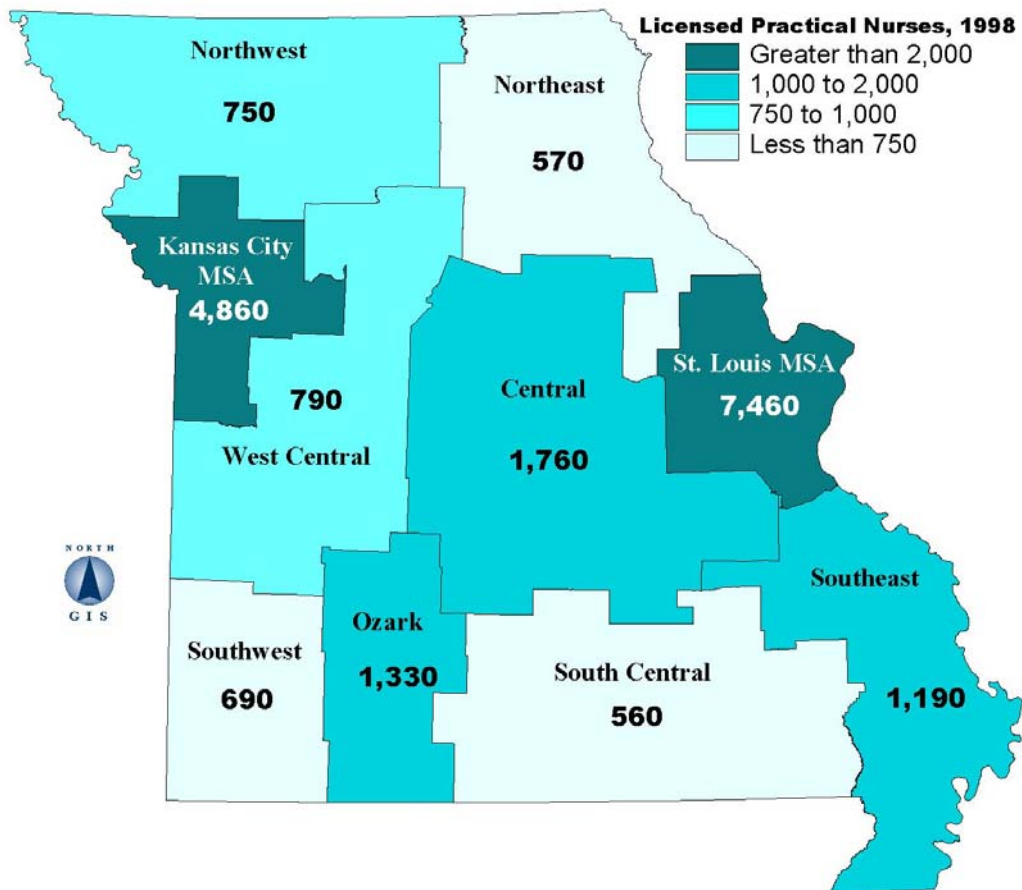 Licensed Practical Nurses, 1998
Greater than 2,000
1,000 to 2,000
750 to 1,000
Less than 750
Northwest
750
Northeast
570
Kansas City
MSA
4,860
790
West Central
Central
1,760
St. Louis MSA
7,460
NORTH
GIS
Southwest
690
Ozark
1,330
South Central
560
Southeast
1,190